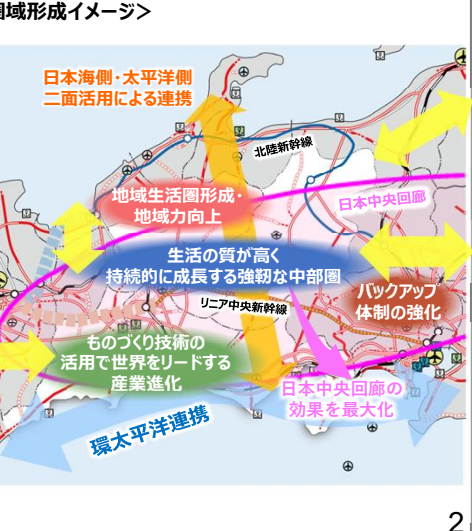 圏域形成イメージ＞
日本海側・太平洋側
二面活用による連携
北陸新幹線
地域生活圏形成・
地域力向上
日本中央回廊
生活の質が高く
持続的に成長する強靭な中部圏
リニア中央新幹線
バックアップ
体制の強化
ものづくり技術の
活用で世界をリードする
産業進化
日本中央回廊の
効果を最大化
環太平洋連携
2